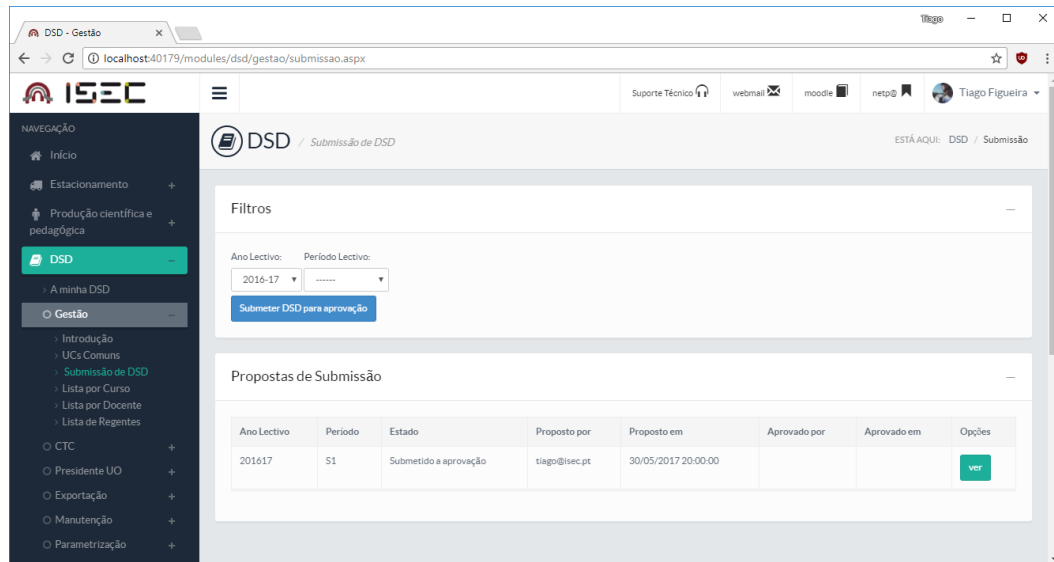 Tiago
DSD - Gestão
localhost:40179/modules/dsd/gestao/submissao.aspx
ISEC
Suporte Técnico webmail moodle netp@ Tiago Figueira
NAVEGAÇÃO
Início
Estacionamento +
Produção científica e
pedagógica +
DSD –
> A minha DSD
Gestão –
> Introdução
> UCs Comuns
> Submissão de DSD
> Lista por Curso
> Lista por Docente
> Lista de Regentes
CTC +
Presidente UO +
Exportação +
Manutenção +
Parametrização +
DSD / Submissão de DSD
ESTÁ AQUI: DSD / Submissão
Filtros
Ano Lectivo: Período Lectivo:
2016-17 ------
Submeter DSD para aprovação
Propostas de Submissão
Ano Lectivo Período Estado Proposto por Proposto em Aprovado por Aprovado em Opções
201617 S1 Submetido a aprovação tiago@isec.pt 30/05/2017 20:00:00 ver